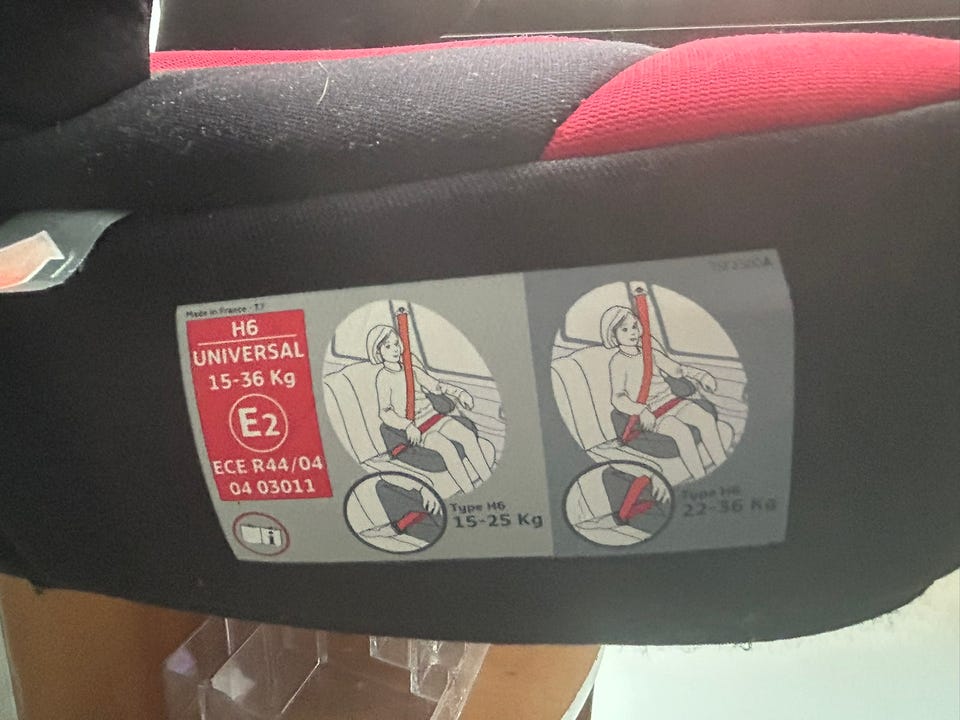 Made in France - T7
H6
UNIVERSAL
15-36 Kg
E2
ECE R44/04
04 03011
i
Type H6
15-25 Kg
Type H6
22-36 Kg